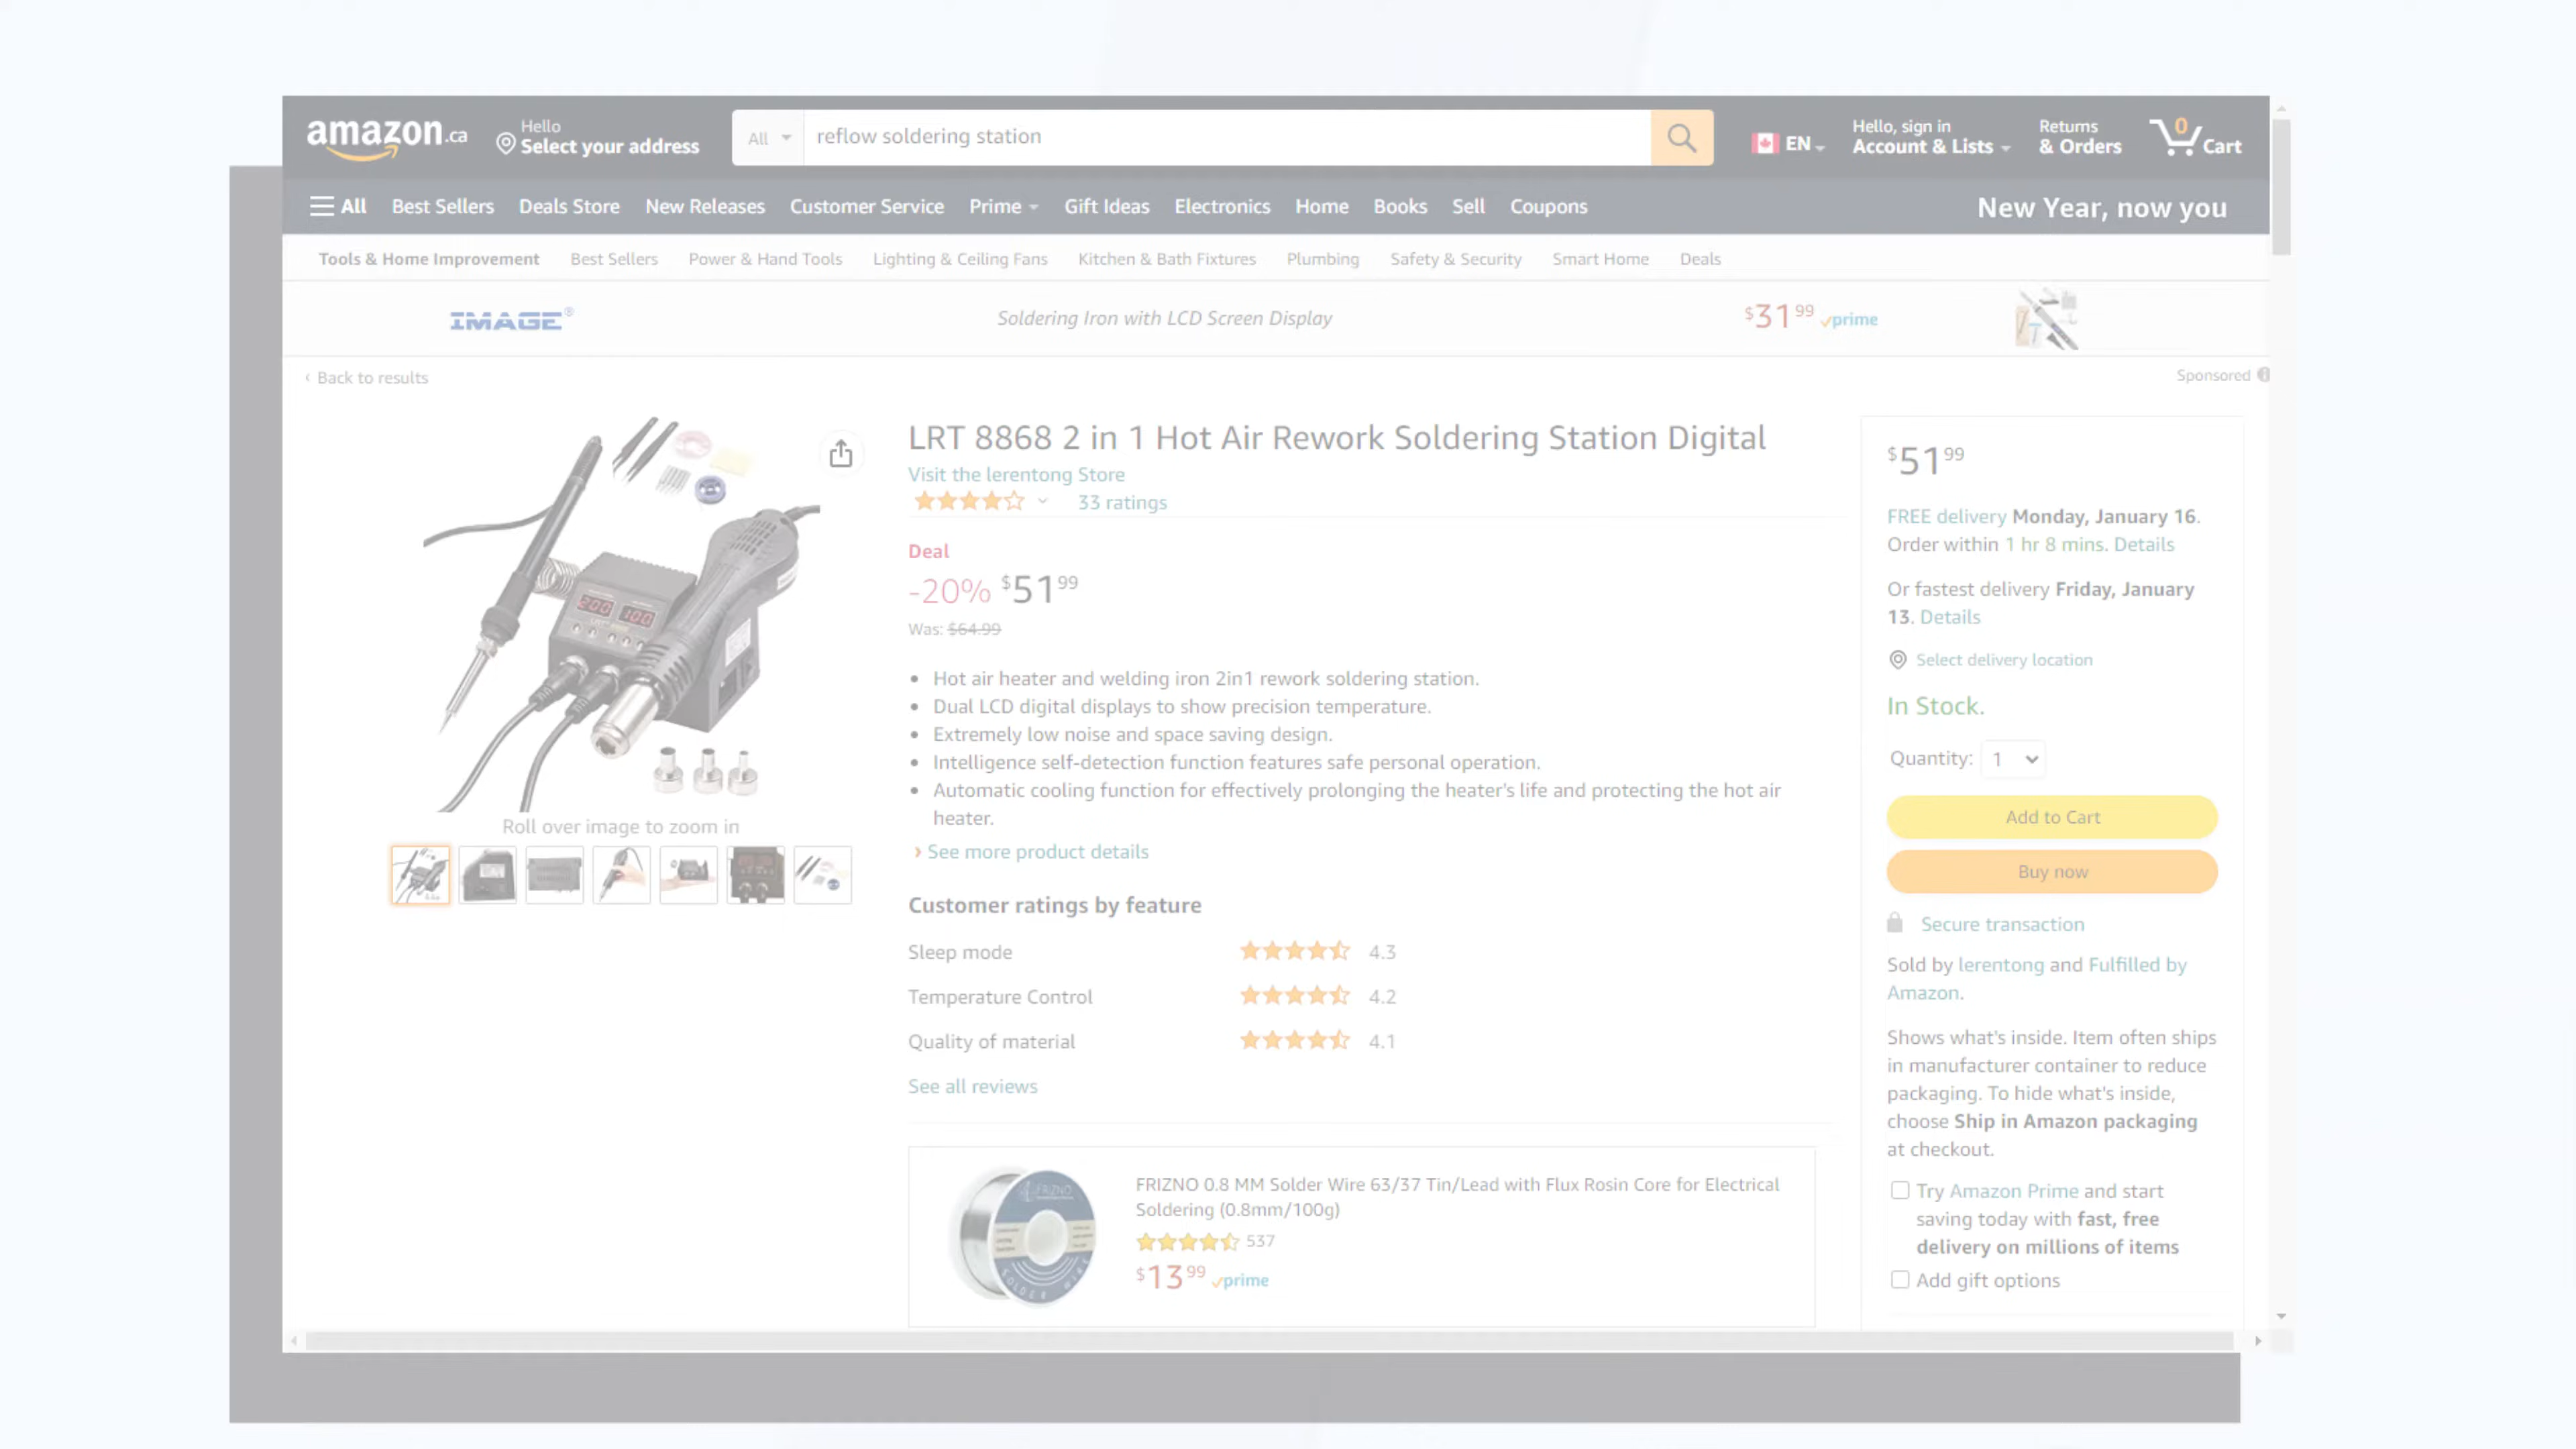 amazon.ca
Hello
Select your address
All
reflow soldering station
EN
Hello, sign in
Account & Lists
Returns
& Orders
0
Cart
All Best Sellers Deals Store New Releases Customer Service Prime Gift Ideas Electronics Home Books Sell Coupons
New Year, now you
Tools & Home Improvement Best Sellers Power & Hand Tools Lighting & Ceiling Fans Kitchen & Bath Fixtures Plumbing Safety & Security Smart Home Deals
IMAGE®
Soldering Iron with LCD Screen Display
$31 99 prime
‹ Back to results
Sponsored
200 100
Roll over image to zoom in
LRT 8868 2 in 1 Hot Air Rework Soldering Station Digital
Visit the lerentong Store
33 ratings
Deal
-20% $51 99
Was: $64.99
• Hot air heater and welding iron 2in1 rework soldering station.
• Dual LCD digital displays to show precision temperature.
• Extremely low noise and space saving design.
• Intelligence self-detection function features safe personal operation.
• Automatic cooling function for effectively prolonging the heater's life and protecting the hot air
heater.
› See more product details
Customer ratings by feature
Sleep mode 4.3
Temperature Control 4.2
Quality of material 4.1
See all reviews
FRIZNO
SOLDER WIRE
FRIZNO 0.8 MM Solder Wire 63/37 Tin/Lead with Flux Rosin Core for Electrical
Soldering (0.8mm/100g)
537
$13 99 prime
$51 99
FREE delivery Monday, January 16.
Order within 1 hr 8 mins. Details
Or fastest delivery Friday, January
13. Details
Select delivery location
In Stock.
Quantity: 1
Add to Cart
Buy now
Secure transaction
Sold by lerentong and Fulfilled by
Amazon.
Shows what's inside. Item often ships
in manufacturer container to reduce
packaging. To hide what's inside,
choose Ship in Amazon packaging
at checkout.
Try Amazon Prime and start
saving today with fast, free
delivery on millions of items
Add gift options